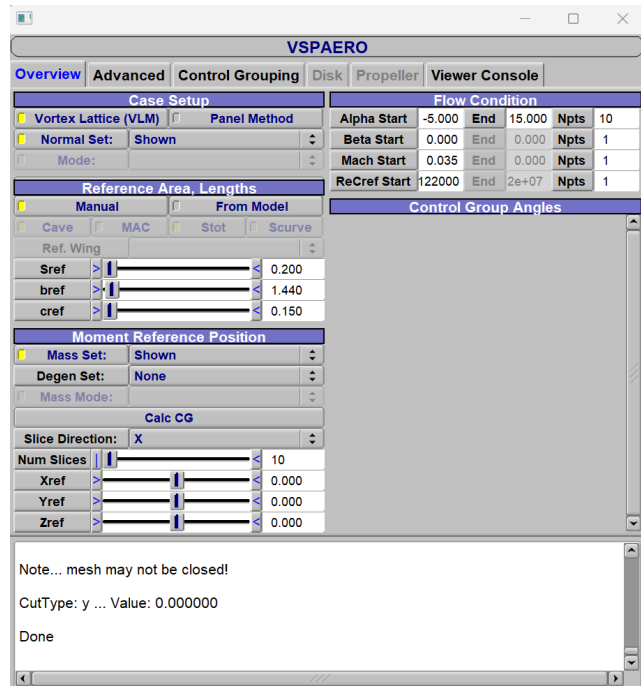 VSPAERO
Overview Advanced Control Grouping Disk Propeller Viewer Console
Case Setup
Vortex Lattice (VLM) Panel Method
Normal Set: Shown
Mode:
Reference Area, Lengths
Manual From Model
Cave MAC Stot Scurve
Ref. Wing
Sref > < 0.200
bref > < 1.440
cref > < 0.150
Moment Reference Position
Mass Set: Shown
Degen Set: None
Mass Mode:
Calc CG
Slice Direction: X
Num Slices | < 10
Xref > < 0.000
Yref > < 0.000
Zref > < 0.000
Flow Condition
Alpha Start -5.000 End 15.000 Npts 10
Beta Start 0.000 End 0.000 Npts 1
Mach Start 0.035 End 0.000 Npts 1
ReCref Start 122000 End 2e+07 Npts 1
Control Group Angles
Note... mesh may not be closed!
CutType: y ... Value: 0.000000
Done